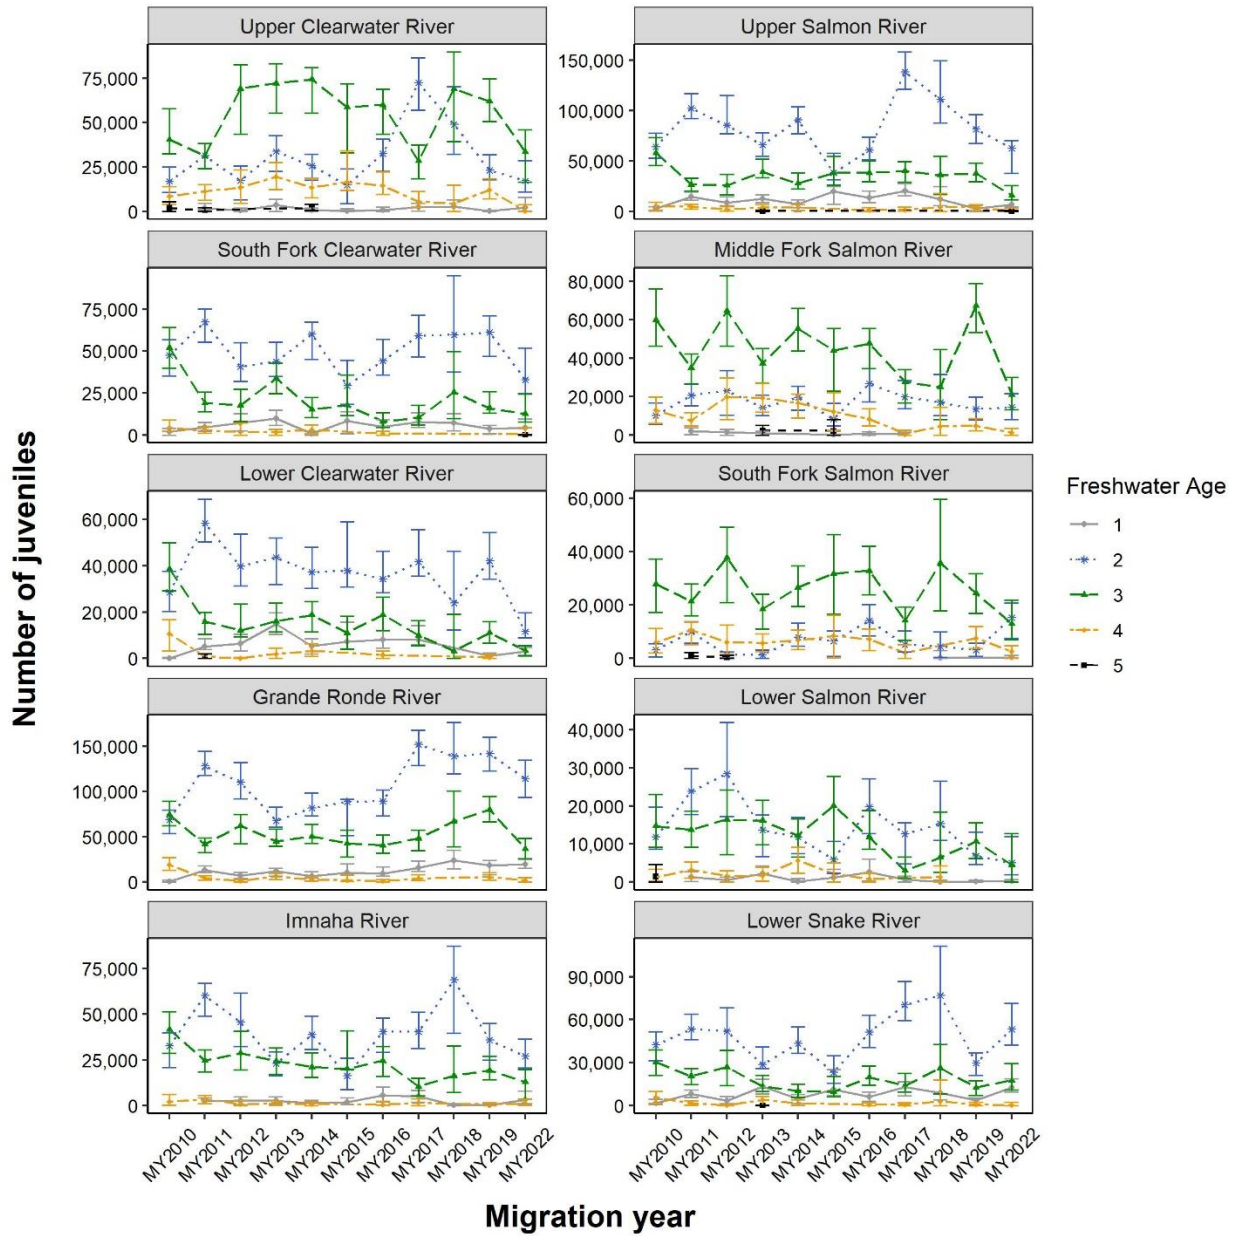 Number of juveniles
Upper Clearwater River
75,000
50,000
25,000
0
Upper Salmon River
150,000
100,000
50,000
0
South Fork Clearwater River
75,000
50,000
25,000
0
Middle Fork Salmon River
80,000
60,000
40,000
20,000
0
Lower Clearwater River
60,000
40,000
20,000
0
South Fork Salmon River
60,000
40,000
20,000
0
Grande Ronde River
150,000
100,000
50,000
0
Lower Salmon River
40,000
30,000
20,000
10,000
0
Imnaha River
75,000
50,000
25,000
0
Lower Snake River
90,000
60,000
30,000
0
MY2010
MY2011
MY2012
MY2013
MY2014
MY2015
MY2016
MY2017
MY2018
MY2019
MY2022
MY2010
MY2011
MY2012
MY2013
MY2014
MY2015
MY2016
MY2017
MY2018
MY2019
MY2022
Migration year
Freshwater Age
1
2
3
4
5